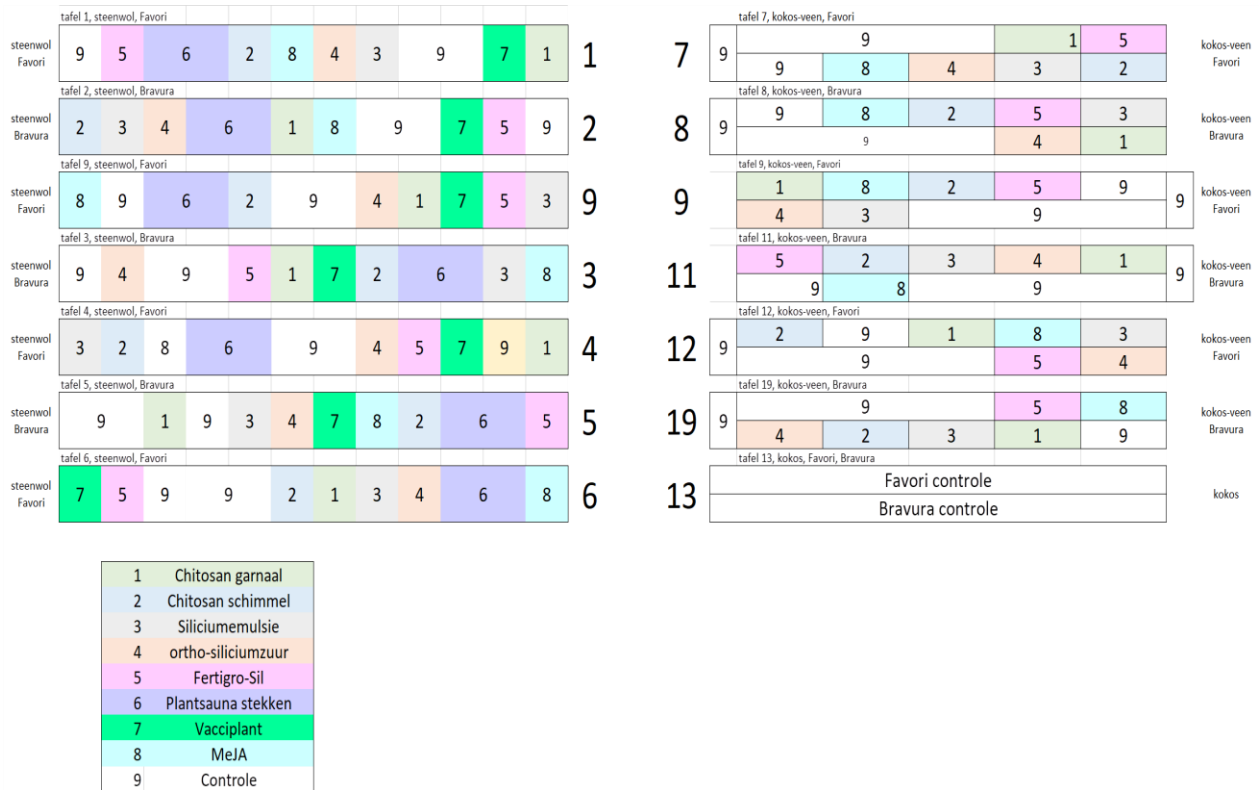 tafel 1, steenwol, Favori
steenwol
Favori
9 5 6 2 8 4 3 9 7 1
1
tafel 2, steenwol, Bravura
steenwol
Bravura
2 3 4 6 1 8 9 7 5 9
2
tafel 9, steenwol, Favori
steenwol
Favori
8 9 6 2 9 4 1 7 5 3
9
tafel 3, steenwol, Bravura
steenwol
Bravura
9 4 9 5 1 7 2 6 3 8
3
tafel 4, steenwol, Favori
steenwol
Favori
3 2 8 6 9 4 5 7 9 1
4
tafel 5, steenwol, Bravura
steenwol
Bravura
9 1 9 3 4 7 8 2 6 5
5
tafel 6, steenwol, Favori
steenwol
Favori
7 5 9 9 2 1 3 4 6 8
6
1 Chitosan garnaal
2 Chitosan schimmel
3 Siliciumemulsie
4 ortho-siliciumzuur
5 Fertigro-Sil
6 Plantsauna stekken
7 Vacciplant
8 MeJA
9 Controle
tafel 7, kokos-veen, Favori
7
9
9 1 5
9 8 4 3 2
kokos-veen
Favori
tafel 8, kokos-veen, Bravura
8
9
9 8 2 5 3
9 4 1
kokos-veen
Bravura
tafel 9, kokos-veen, Favori
9
1 8 2 5 9
4 3 9
9
kokos-veen
Favori
tafel 11, kokos-veen, Bravura
11
5 2 3 4 1
9 8 9
9
kokos-veen
Bravura
tafel 12, kokos-veen, Favori
12
9
2 9 1 8 3
9 5 4
kokos-veen
Favori
tafel 19, kokos-veen, Bravura
19
9
9 5 8
4 2 3 1 9
kokos-veen
Bravura
tafel 13, kokos, Favori, Bravura
13
Favori controle
Bravura controle
kokos